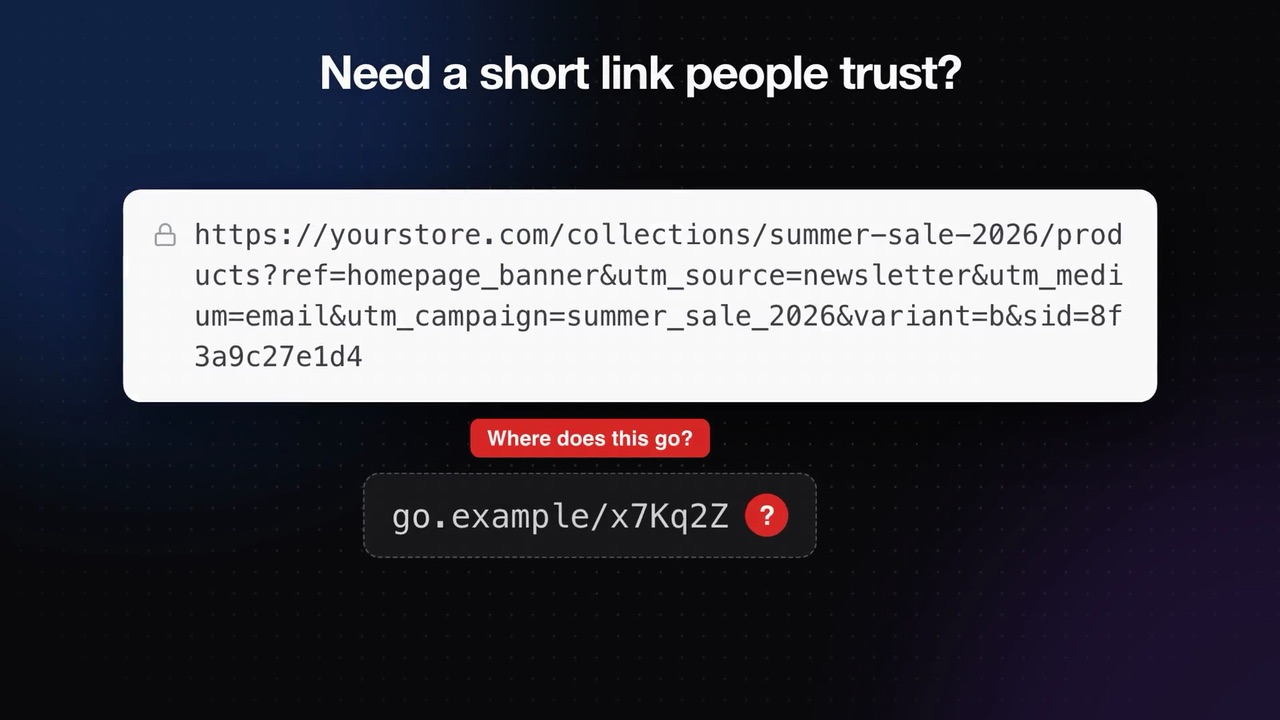 Need a short link people trust?
https://yourstore.com/collections/summer-sale-2026/prod
ucts?ref=homepage_banner&utm_source=newsletter&utm_medi
um=email&utm_campaign=summer_sale_2026&variant=b&sid=8f
3a9c27e1d4
Where does this go?
go.example/x7Kq2Z ?